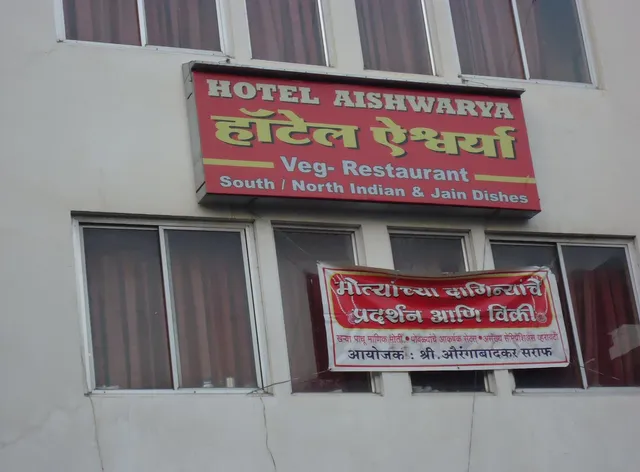 HOTEL AISHWARYA
हॉटेल ऐश्वर्या
Veg- Restaurant
South / North Indian & Jain Dishes
मोत्यांच्या दागिन्यांचे
प्रदर्शन आणि विक्री
आयोजक : श्री.औरंगाबादकर सराफ